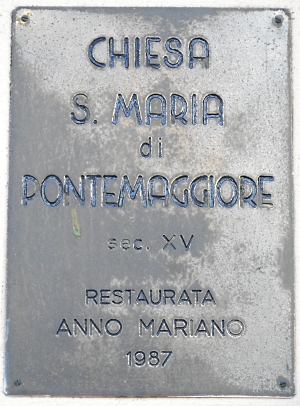 CHIESA
S. MARIA
di
PONTEMAGGIORE
sec. XV
RESTAURATA
ANNO MARIANO
1987